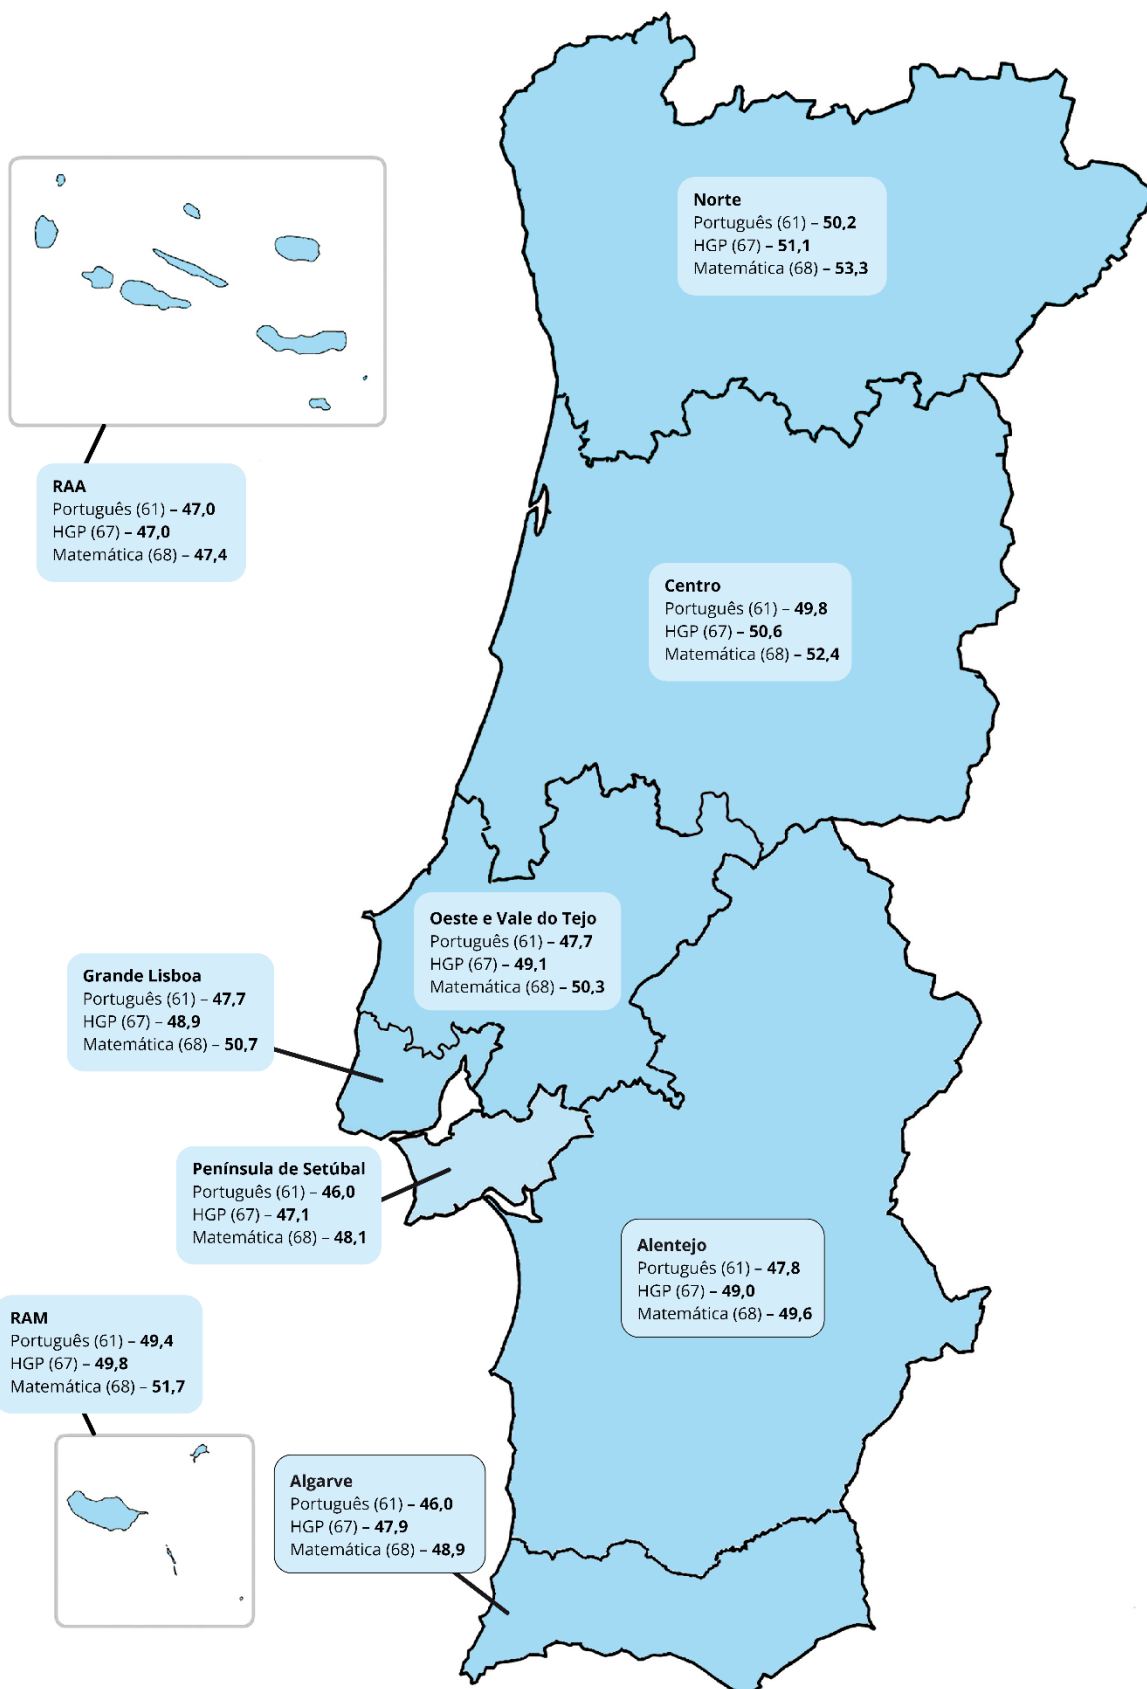 Norte
Português (61) – 50,2
HGP (67) – 51,1
Matemática (68) – 53,3
RAA
Português (61) – 47,0
HGP (67) – 47,0
Matemática (68) – 47,4
Centro
Português (61) – 49,8
HGP (67) – 50,6
Matemática (68) – 52,4
Oeste e Vale do Tejo
Português (61) – 47,7
HGP (67) – 49,1
Matemática (68) – 50,3
Grande Lisboa
Português (61) – 47,7
HGP (67) – 48,9
Matemática (68) – 50,7
Península de Setúbal
Português (61) – 46,0
HGP (67) – 47,1
Matemática (68) – 48,1
Alentejo
Português (61) – 47,8
HGP (67) – 49,0
Matemática (68) – 49,6
RAM
Português (61) – 49,4
HGP (67) – 49,8
Matemática (68) – 51,7
Algarve
Português (61) – 46,0
HGP (67) – 47,9
Matemática (68) – 48,9